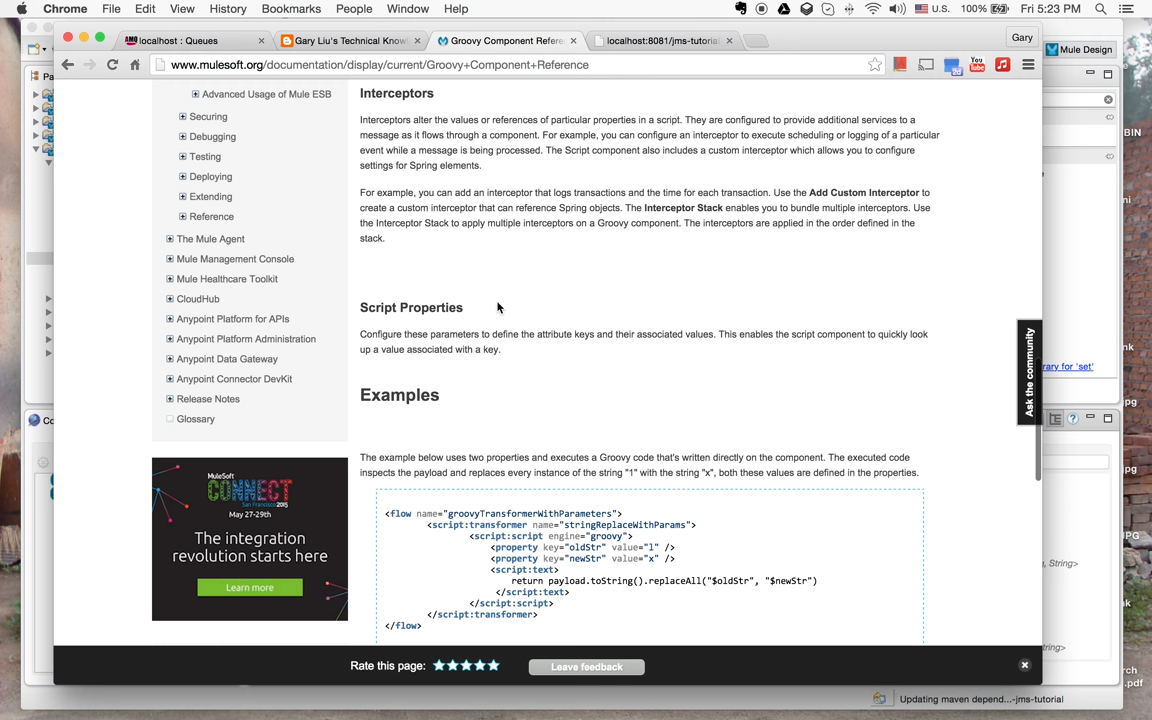 Chrome File Edit View History Bookmarks People Window Help U.S. 100% Fri 5:23 PM
localhost : Queues Gary Liu's Technical Knowl Groovy Component Refere localhost:8081/jms-tutorial Gary
www.mulesoft.org/documentation/display/current/Groovy+Component+Reference
Mule Design
Pa
BIN
Advanced Usage of Mule ESB
Securing
Debugging
Testing
Deploying
Extending
Reference
The Mule Agent
Mule Management Console
Mule Healthcare Toolkit
CloudHub
Anypoint Platform for APIs
Anypoint Platform Administration
Anypoint Data Gateway
Anypoint Connector DevKit
Release Notes
Glossary
MuleSoft
CONNECT
San Francisco 2015
May 27-29th
The integration
revolution starts here
Learn more
Interceptors
Interceptors alter the values or references of particular properties in a script. They are configured to provide additional services to a
message as it flows through a component. For example, you can configure an interceptor to execute scheduling or logging of a particular
event while a message is being processed. The Script component also includes a custom interceptor which allows you to configure
settings for Spring elements.
For example, you can add an interceptor that logs transactions and the time for each transaction. Use the Add Custom Interceptor to
create a custom interceptor that can reference Spring objects. The Interceptor Stack enables you to bundle multiple interceptors. Use
the Interceptor Stack to apply multiple interceptors on a Groovy component. The interceptors are applied in the order defined in the
stack.
Script Properties
Configure these parameters to define the attribute keys and their associated values. This enables the script component to quickly look
up a value associated with a key.
Examples
The example below uses two properties and executes a Groovy code that's written directly on the component. The executed code
inspects the payload and replaces every instance of the string "1" with the string "x", both these values are defined in the properties.
<flow name="groovyTransformerWithParameters">
<script:transformer name="stringReplaceWithParams">
<script:script engine="groovy">
<property key="oldStr" value="l" />
<property key="newStr" value="x" />
<script:text>
return payload.toString().replaceAll("$oldStr", "$newStr")
</script:text>
</script:script>
</script:transformer>
</flow>
Ask the community
rary for 'set'
jpg
jpg
JPG
, String>
tring>
.pdf
Co
Rate this page: Leave feedback
Updating maven depend...-jms-tutorial